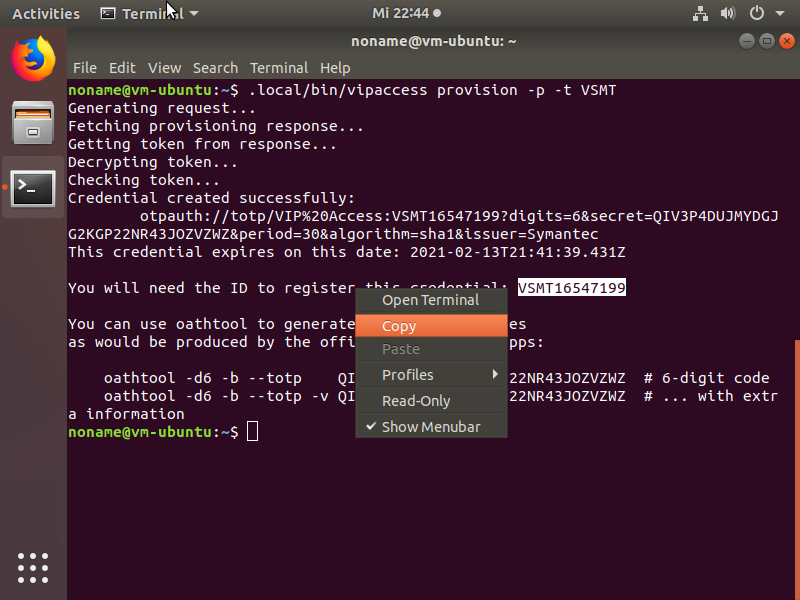 Activities Terminal Mi 22:44
noname@vm-ubuntu: ~
File Edit View Search Terminal Help
noname@vm-ubuntu:~$ .local/bin/vipaccess provision -p -t VSMT
Generating request...
Fetching provisioning response...
Getting token from response...
Decrypting token...
Checking token...
Credential created successfully:
otpauth://totp/VIP%20Access:VSMT16547199?digits=6&secret=QIV3P4DUJMYDGJ
G2KGP22NR43JOZVZWZ&period=30&algorithm=sha1&issuer=Symantec
This credential expires on this date: 2021-02-13T21:41:39.431Z
You will need the ID to register this credential: VSMT16547199
Open Terminal
You can use oathtool to generate es
Copy
as would be produced by the offi pps:
Paste
Profiles
oathtool -d6 -b --totp QI 22NR43JOZVZWZ # 6-digit code
oathtool -d6 -b --totp -v QI 22NR43JOZVZWZ # ... with extr
Read-Only
a information
Show Menubar
noname@vm-ubuntu:~$